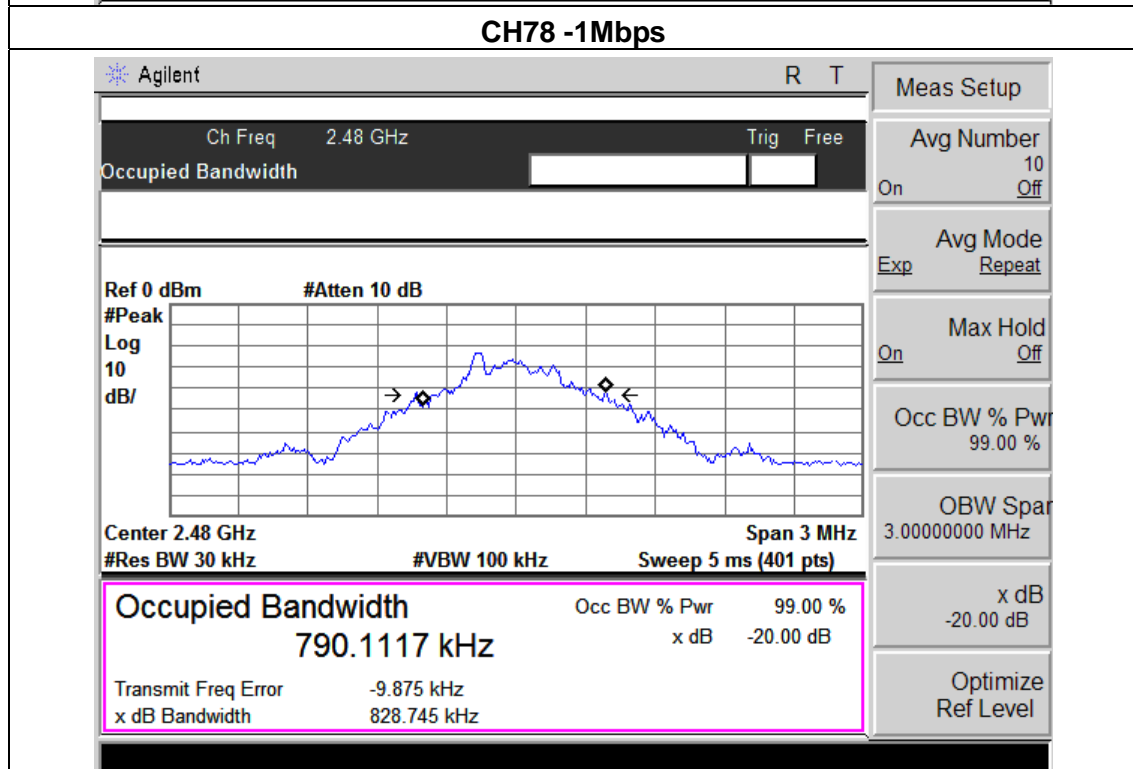 CH78 -1Mbps
Agilent R T
Ch Freq 2.48 GHz Trig Free
Occupied Bandwidth
Ref 0 dBm #Atten 10 dB
#Peak
Log
10
dB/
Center 2.48 GHz Span 3 MHz
#Res BW 30 kHz #VBW 100 kHz Sweep 5 ms (401 pts)
Occupied Bandwidth Occ BW % Pwr 99.00 %
790.1117 kHz x dB -20.00 dB
Transmit Freq Error -9.875 kHz
x dB Bandwidth 828.745 kHz
Meas Setup
Avg Number
10
On Off
Avg Mode
Exp Repeat
Max Hold
On Off
Occ BW % Pwr
99.00 %
OBW Span
3.00000000 MHz
x dB
-20.00 dB
Optimize
Ref Level